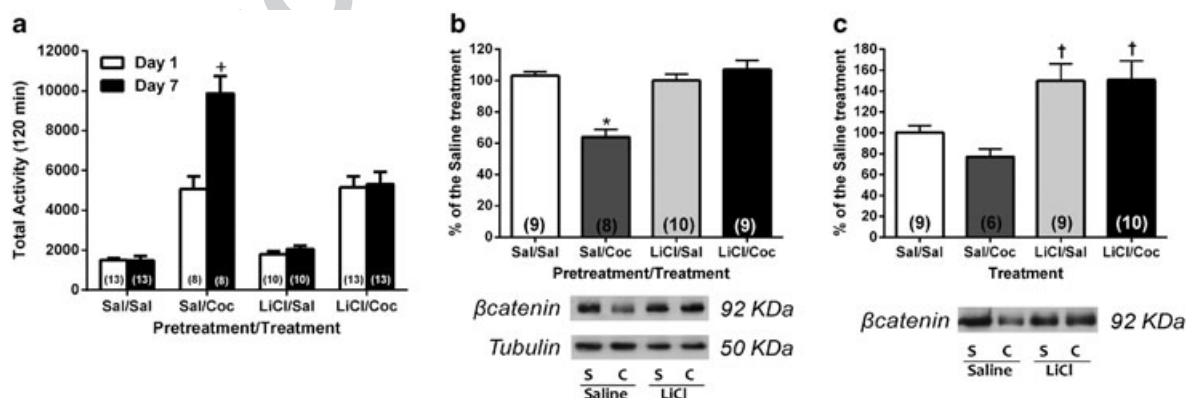 a
12000
10000
8000
6000
4000
2000
0
Total Activity (120 min)
Day 1
Day 7
+
(13) (13) (8) (8) (10) (10) (13) (13)
Sal/Sal Sal/Coc LiCl/Sal LiCl/Coc
Pretreatment/Treatment
b
120
100
80
60
40
20
0
% of the Saline treatment
*
(9) (8) (10) (9)
Sal/Sal Sal/Coc LiCl/Sal LiCl/Coc
Pretreatment/Treatment
βcatenin 92 KDa
Tubulin 50 KDa
S C S C
Saline LiCl
c
180
160
140
120
100
80
60
40
20
0
% of the Saline treatment
† †
(9) (6) (9) (10)
Sal/Sal Sal/Coc LiCl/Sal LiCl/Coc
Treatment
βcatenin 92 KDa
S C S C
Saline LiCl